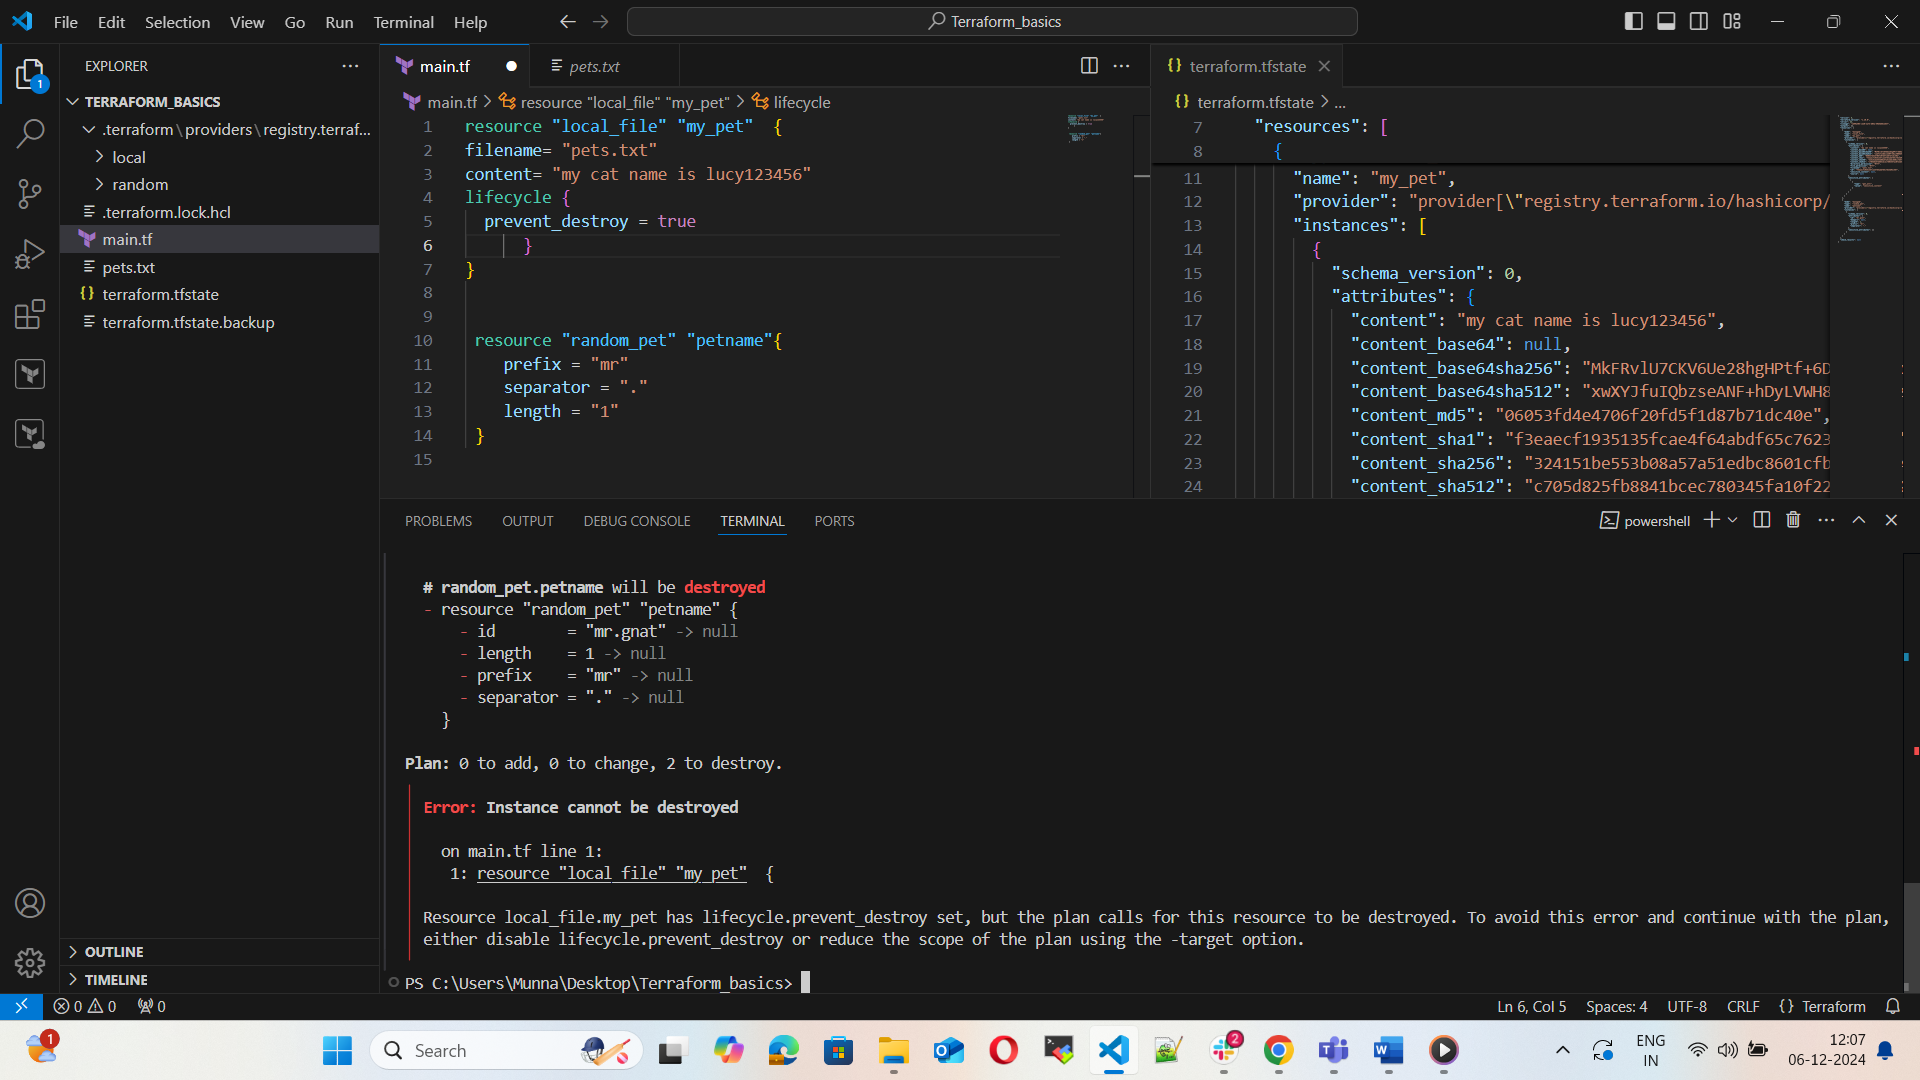 File Edit Selection View Go Run Terminal Help
Terraform_basics
EXPLORER
1
TERRAFORM_BASICS
.terraform\providers\registry.terraf...
local
random
.terraform.lock.hcl
main.tf
pets.txt
terraform.tfstate
terraform.tfstate.backup
OUTLINE
TIMELINE
main.tf
pets.txt
main.tf > resource "local_file" "my_pet" > lifecycle
1 resource "local_file" "my_pet" {
2 filename= "pets.txt"
3 content= "my cat name is lucy123456"
4 lifecycle {
5 prevent_destroy = true
6 }
7 }
8
9
10 resource "random_pet" "petname"{
11 prefix = "mr"
12 separator = "."
13 length = "1"
14 }
15
terraform.tfstate
terraform.tfstate > ...
7 "resources": [
8 {
11 "name": "my_pet",
12 "provider": "provider[\"registry.terraform.io/hashicorp/
13 "instances": [
14 {
15 "schema_version": 0,
16 "attributes": {
17 "content": "my cat name is lucy123456",
18 "content_base64": null,
19 "content_base64sha256": "MkFRvlU7CKV6Ue28hgHPtf+6D
20 "content_base64sha512": "xwXYJfuIQbzseANF+hDyLVWH8
21 "content_md5": "06053fd4e4706f20fd5f1d87b71dc40e",
22 "content_sha1": "f3eaecf1935135fcae4f64abdf65c7623
23 "content_sha256": "324151be553b08a57a51edbc8601cfb
24 "content_sha512": "c705d825fb8841bcec780345fa10f22
PROBLEMS OUTPUT DEBUG CONSOLE TERMINAL PORTS
powershell
# random_pet.petname will be destroyed
- resource "random_pet" "petname" {
- id = "mr.gnat" -> null
- length = 1 -> null
- prefix = "mr" -> null
- separator = "." -> null
}
Plan: 0 to add, 0 to change, 2 to destroy.
Error: Instance cannot be destroyed
on main.tf line 1:
1: resource "local_file" "my_pet" {
Resource local_file.my_pet has lifecycle.prevent_destroy set, but the plan calls for this resource to be destroyed. To avoid this error and continue with the plan,
either disable lifecycle.prevent_destroy or reduce the scope of the plan using the -target option.
PS C:\Users\Munna\Desktop\Terraform_basics>
0 0 0
Ln 6, Col 5 Spaces: 4 UTF-8 CRLF {} Terraform
1
Search
2
ENG
IN
12:07
06-12-2024